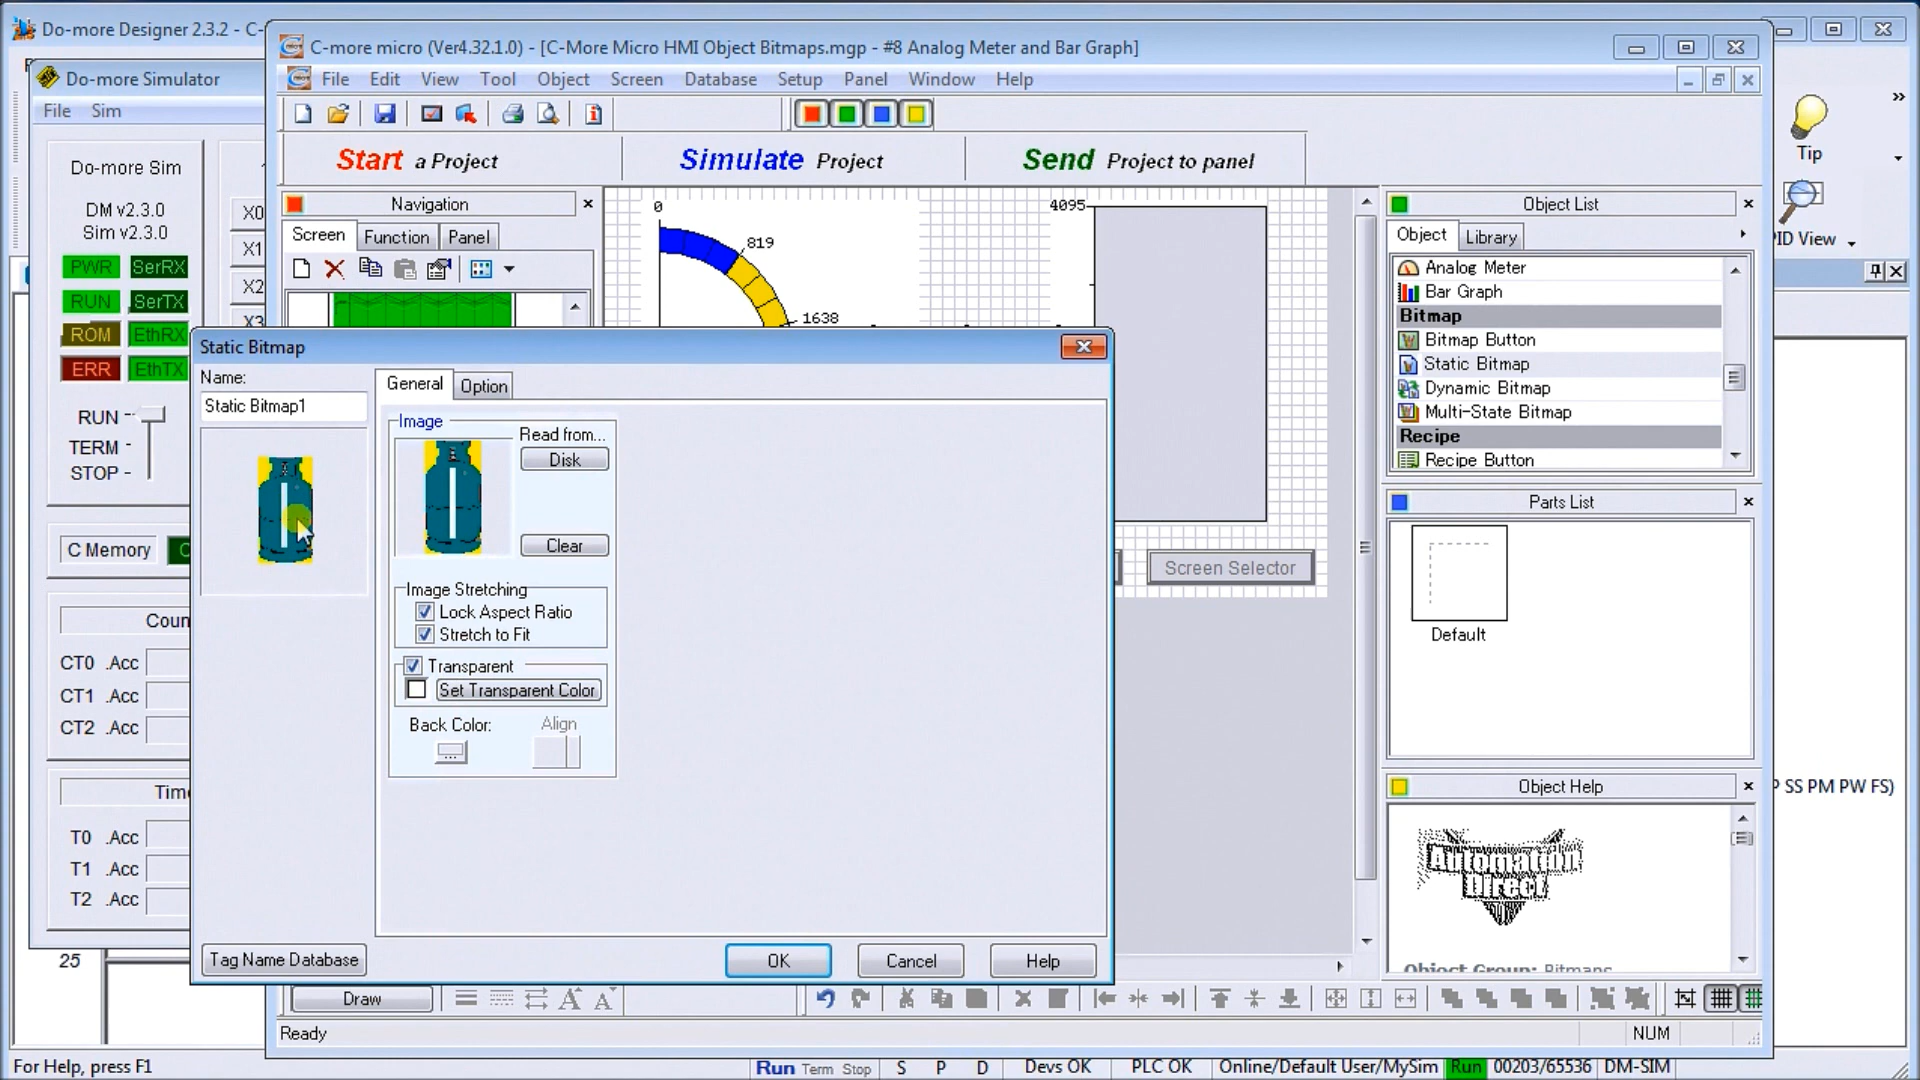 Do-more Designer 2.3.2 - C-
C-more micro (Ver4.32.1.0) - [C-More Micro HMI Object Bitmaps.mgp - #8 Analog Meter and Bar Graph]
File Edit View Tool Object Screen Database Setup Panel Window Help
Do-more Simulator
File Sim
Start a Project
Simulate Project
Send Project to panel
Tip
PID View
Do-more Sim
DM v2.3.0
Sim v2.3.0
PWR SerRX
RUN SerTX
ROM EthRX
ERR EthTX
RUN
TERM
STOP
X0
X1
X2
X3
C Memory
Coun
CT0 .Acc
CT1 .Acc
CT2 .Acc
Time
T0 .Acc
T1 .Acc
T2 .Acc
25
Navigation
Screen Function Panel
0
819
1638
4095
Screen Selector
Static Bitmap
Name:
Static Bitmap1
General Option
Image
Read from...
Disk
Clear
Image Stretching
Lock Aspect Ratio
Stretch to Fit
Transparent
Set Transparent Color
Back Color: Align
...
Tag Name Database
OK Cancel Help
Object List
Object Library
Analog Meter
Bar Graph
Bitmap
Bitmap Button
Static Bitmap
Dynamic Bitmap
Multi-State Bitmap
Recipe
Recipe Button
Parts List
Default
Object Help
Automation
Direct
Object Group: Bitmaps
P SS PM PW FS)
Draw
Ready
NUM
For Help, press F1
Run Term Stop S P D Devs OK PLC OK Online/Default User/MySim Run 00203/65536 DM-SIM